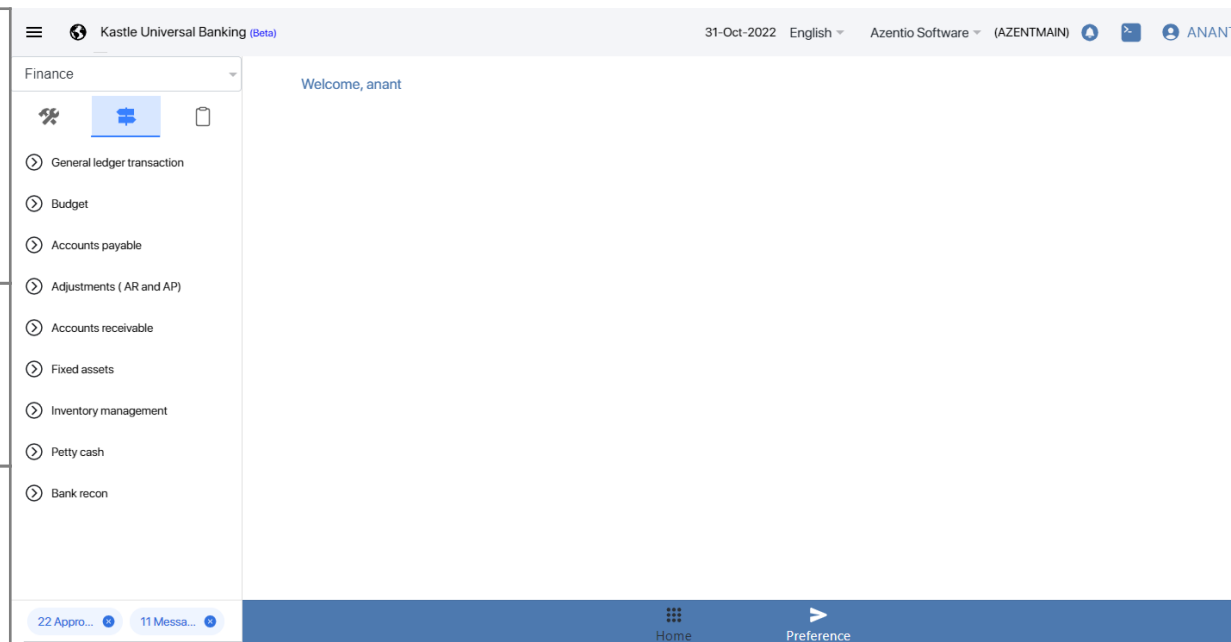 Kastle Universal Banking (Beta)
31-Oct-2022 English Azentio Software (AZENTMAIN) ANANT
Finance
Welcome, anant
General ledger transaction
Budget
Accounts payable
Adjustments ( AR and AP)
Accounts receivable
Fixed assets
Inventory management
Petty cash
Bank recon
22 Appro... 11 Messa...
Home Preference